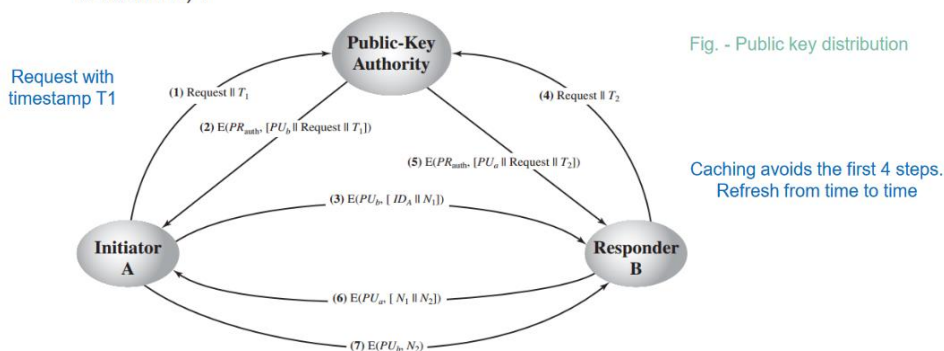 Public-Key
Authority
Fig. - Public key distribution
Request with
timestamp T1
(1) Request || T₁
(4) Request || T₂
(2) E(PRauth, [PUb || Request || T₁])
(5) E(PRauth, [PUa || Request || T₂])
Caching avoids the first 4 steps.
Refresh from time to time
(3) E(PUb, [ IDA || N₁])
Initiator
A
Responder
B
(6) E(PUa, [ N₁ || N₂])
(7) E(PUb, N₂)